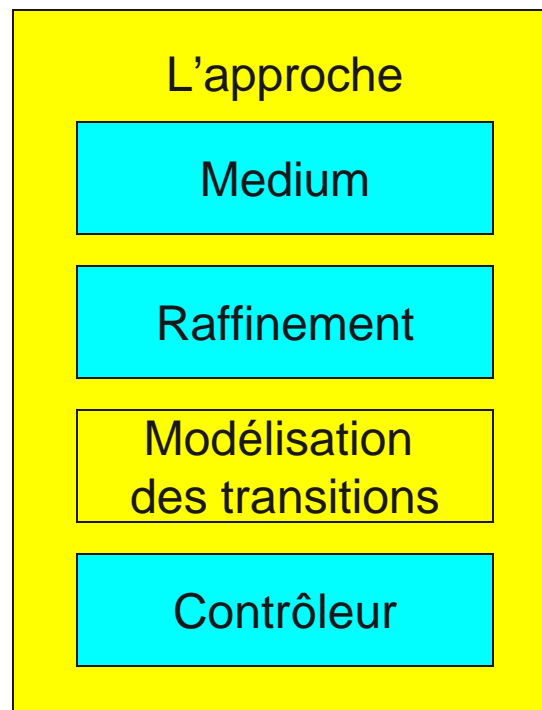 L’approche
Medium
Raffinement
Modélisation
des transitions
Contrôleur